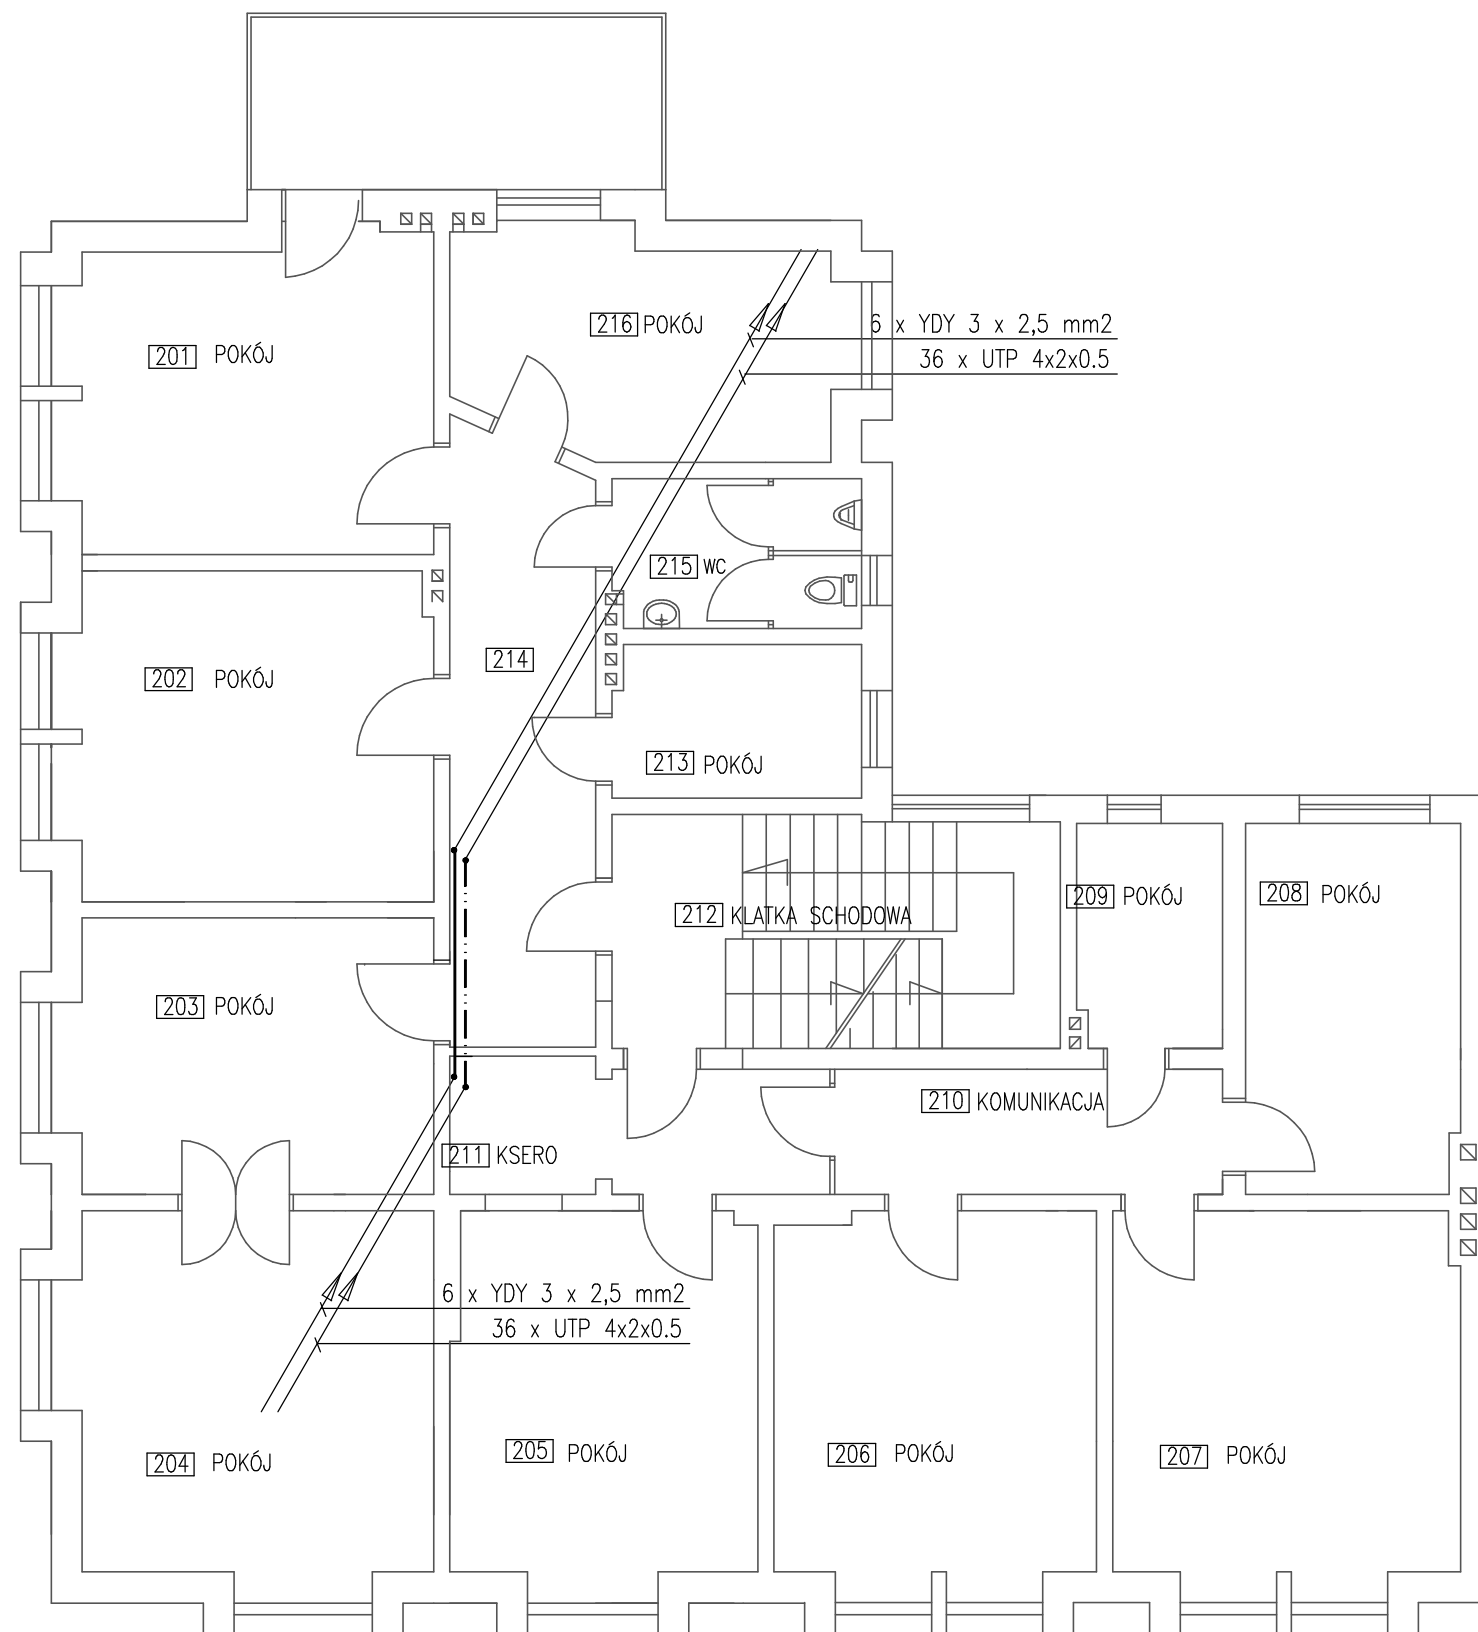 216 POKÓJ
6 x YDY 3 x 2,5 mm2
201 POKÓJ
36 x UTP 4x2x0.5
215 WC
214
202 POKÓJ
213 POKÓJ
209 POKÓJ
208 POKÓJ
212 KLATKA SCHODOWA
203 POKÓJ
210 KOMUNIKACJA
211 KSERO
6 x YDY 3 x 2,5 mm2
36 x UTP 4x2x0.5
204 POKÓJ
205 POKÓJ
206 POKÓJ
207 POKÓJ